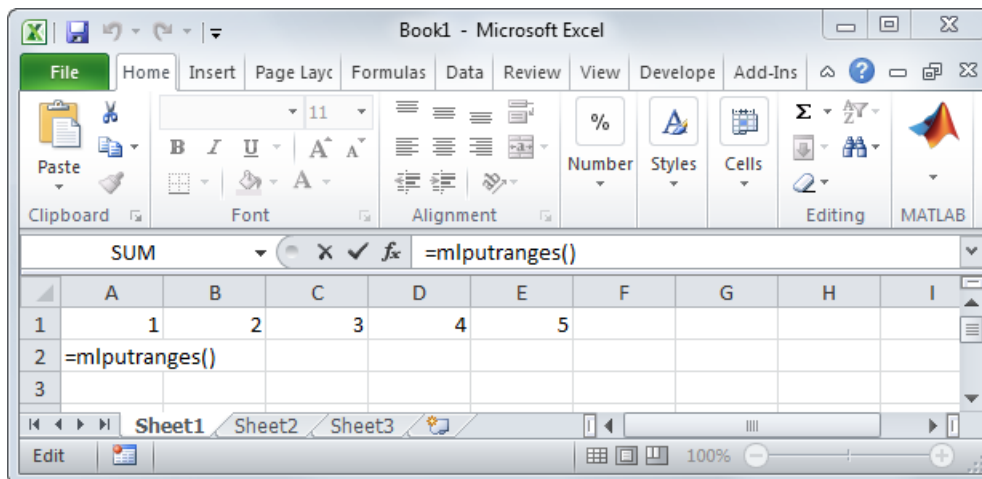 Book1 - Microsoft Excel
File Home Insert Page Layc Formulas Data Review View Develope Add-Ins
11
Paste
B I U A A
A
%
Number
Styles
Cells
Σ
A
Z
Clipboard Font Alignment Editing MATLAB
SUM fx =mlputranges()
A B C D E F G H I
1 1 2 3 4 5
2 =mlputranges()
3
Sheet1 Sheet2 Sheet3
Edit 100%